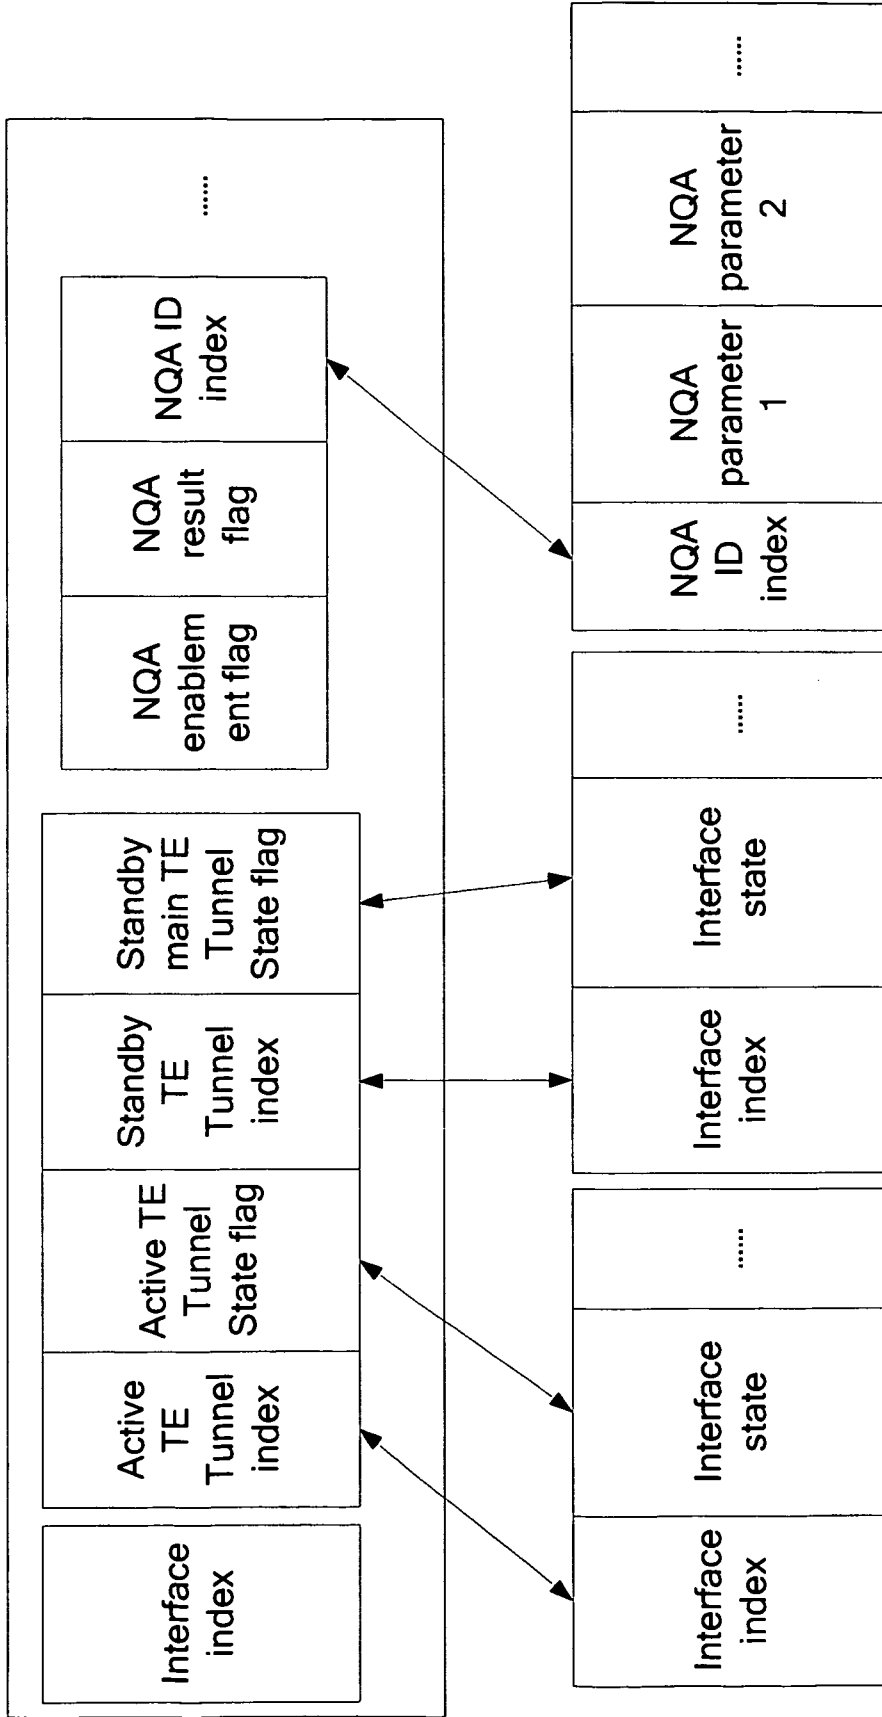 Interface
index
Active
TE
Tunnel
index
Active TE
Tunnel
State flag
Standby
TE
Tunnel
index
Standby
main TE
Tunnel
State flag
NQA
enablem
ent flag
NQA
result
flag
NQA ID
index
......
Interface
index
Interface
state
......
Interface
index
Interface
state
......
NQA
ID
index
NQA
parameter
1
NQA
parameter
2
......